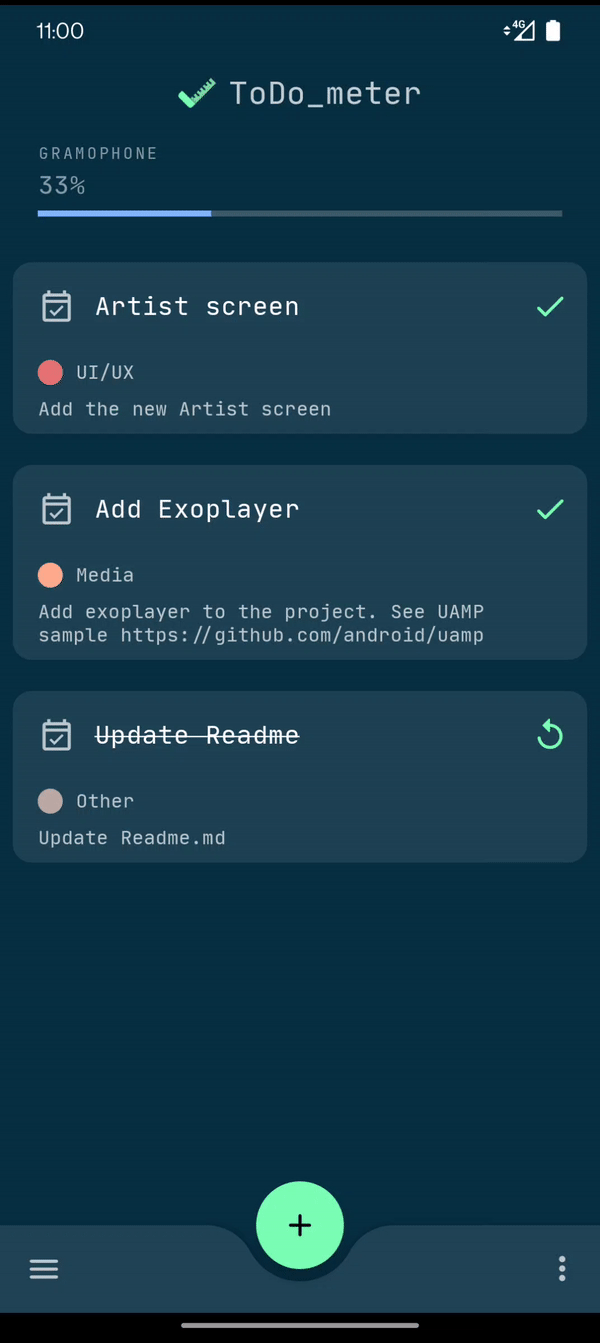 11:00
4G
ToDo_meter
GRAMOPHONE
33%
Artist screen
UI/UX
Add the new Artist screen
Add Exoplayer
Media
Add exoplayer to the project. See UAMP
sample https://github.com/android/uamp
Update Readme
Other
Update Readme.md